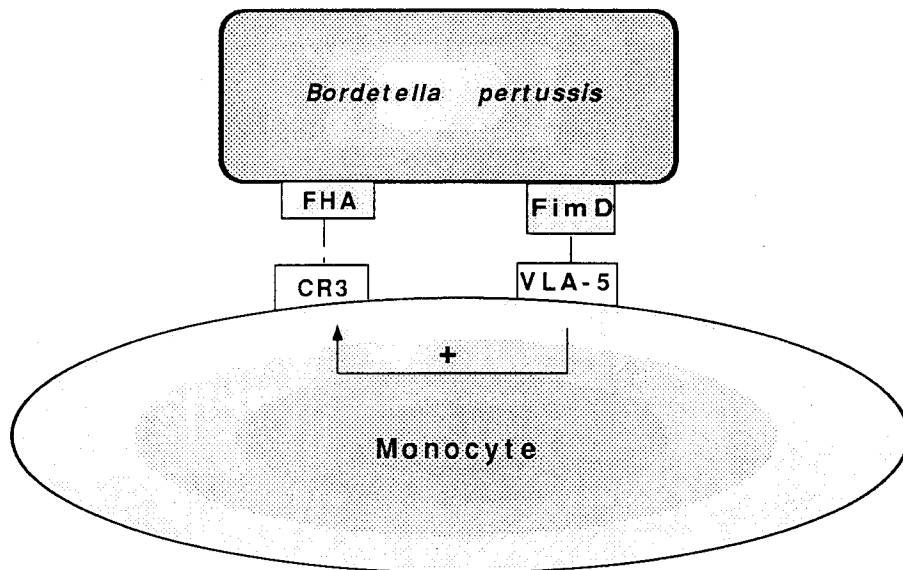 Bordetella pertussis
FHA
FimD
CR3
VLA-5
+
Monocyte